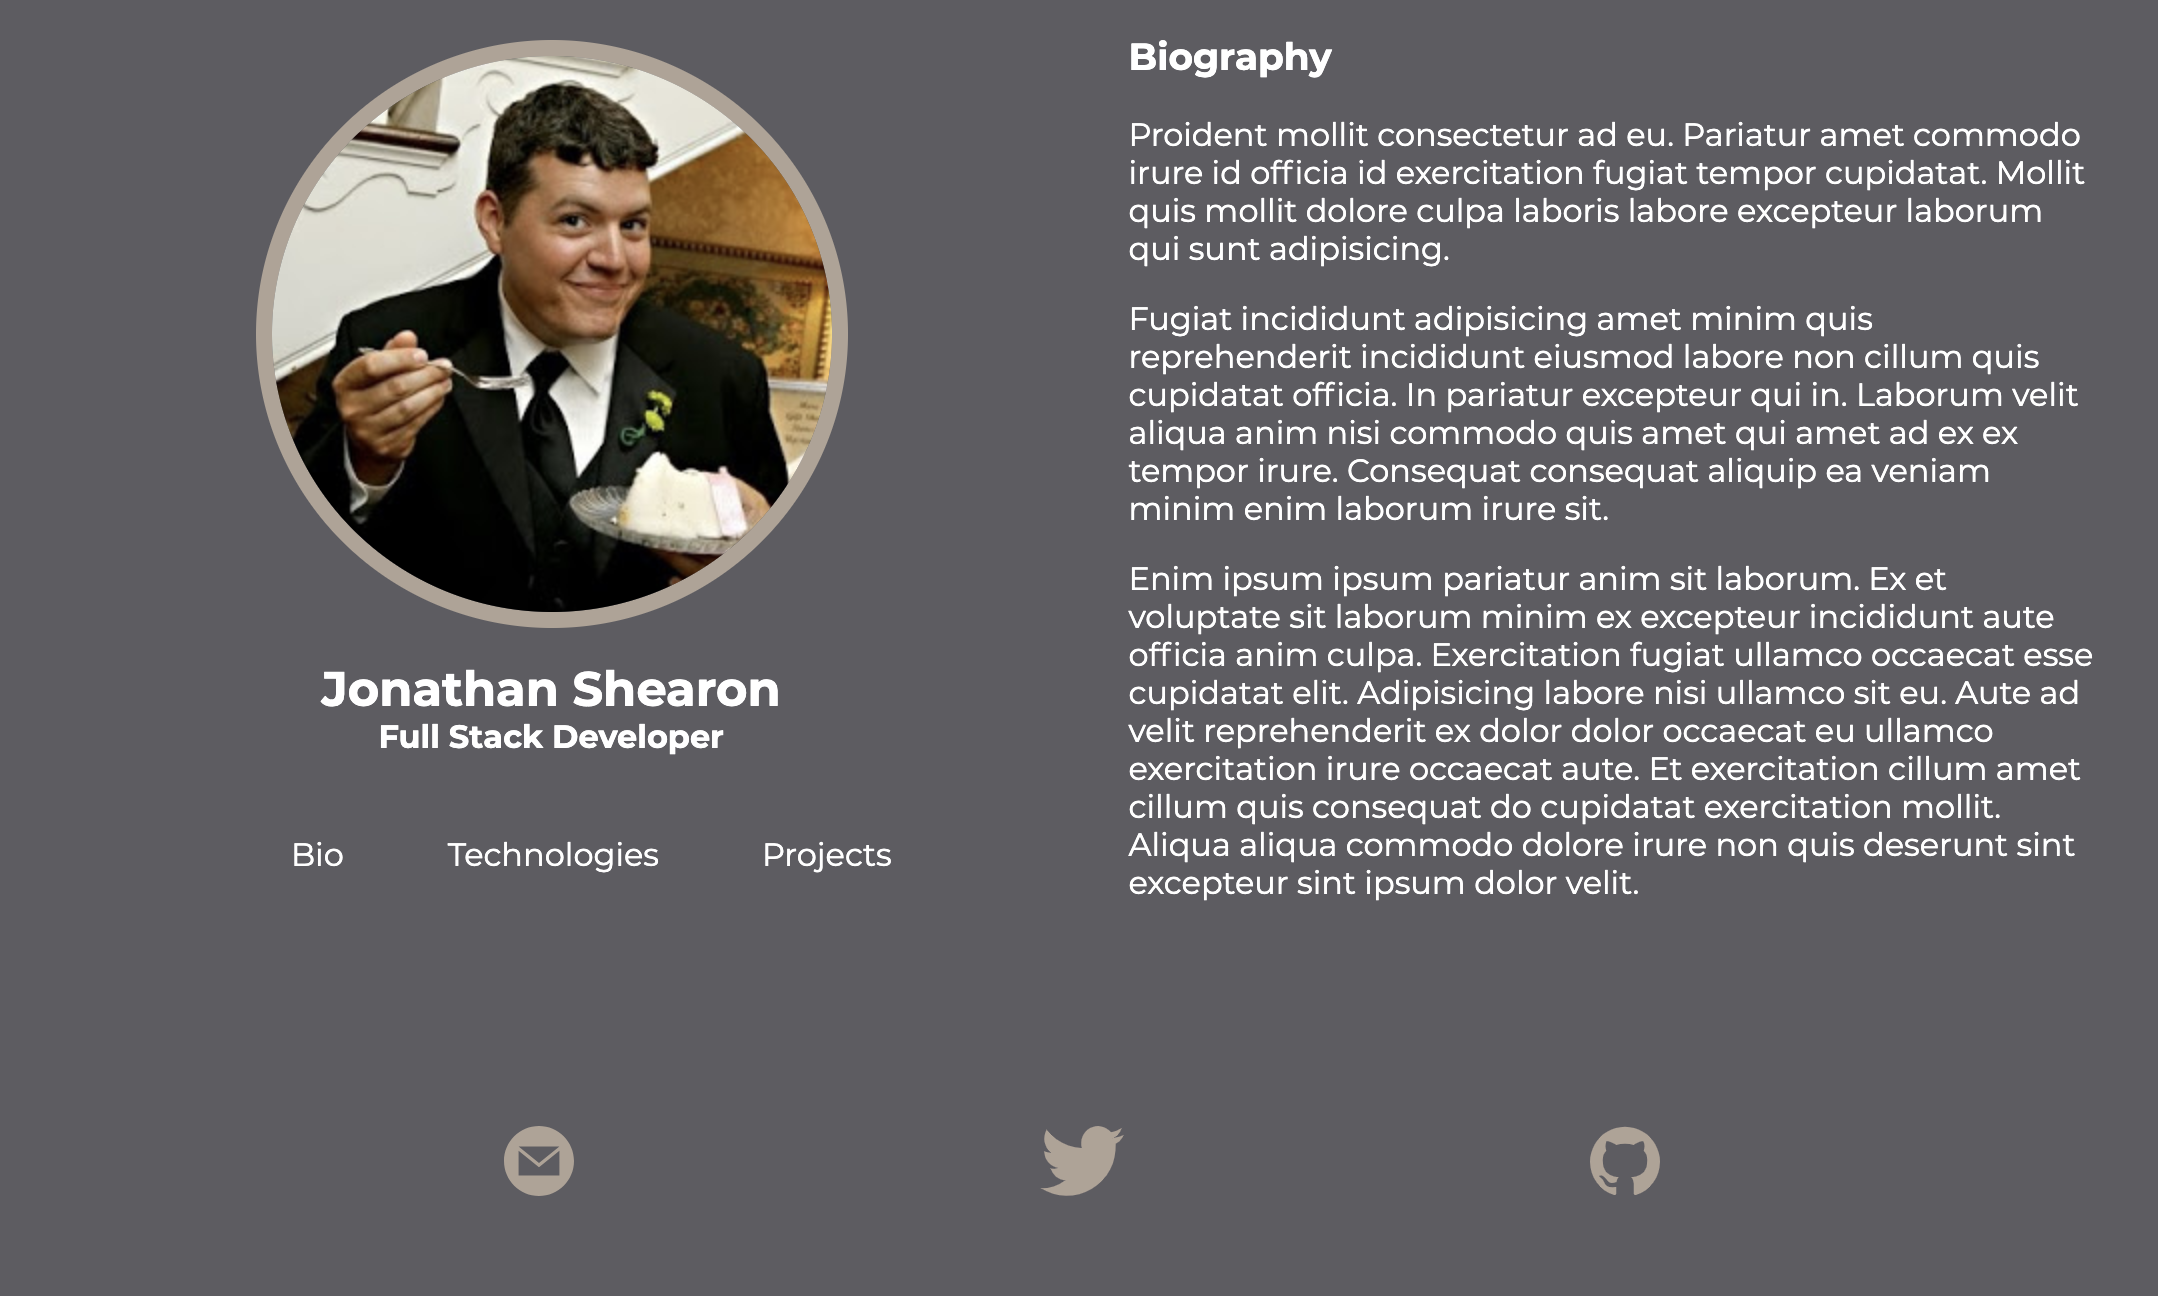 Jonathan Shearon
Full Stack Developer
Bio
Technologies
Projects
Biography
Proident mollit consectetur ad eu. Pariatur amet commodo
irure id officia id exercitation fugiat tempor cupidatat. Mollit
quis mollit dolore culpa laboris labore excepteur laborum
qui sunt adipisicing.
Fugiat incididunt adipisicing amet minim quis
reprehenderit incididunt eiusmod labore non cillum quis
cupidatat officia. In pariatur excepteur qui in. Laborum velit
aliqua anim nisi commodo quis amet qui amet ad ex ex
tempor irure. Consequat consequat aliquip ea veniam
minim enim laborum irure sit.
Enim ipsum ipsum pariatur anim sit laborum. Ex et
voluptate sit laborum minim ex excepteur incididunt aute
officia anim culpa. Exercitation fugiat ullamco occaecat esse
cupidatat elit. Adipisicing labore nisi ullamco sit eu. Aute ad
velit reprehenderit ex dolor dolor occaecat eu ullamco
exercitation irure occaecat aute. Et exercitation cillum amet
cillum quis consequat do cupidatat exercitation mollit.
Aliqua aliqua commodo dolore irure non quis deserunt sint
excepteur sint ipsum dolor velit.